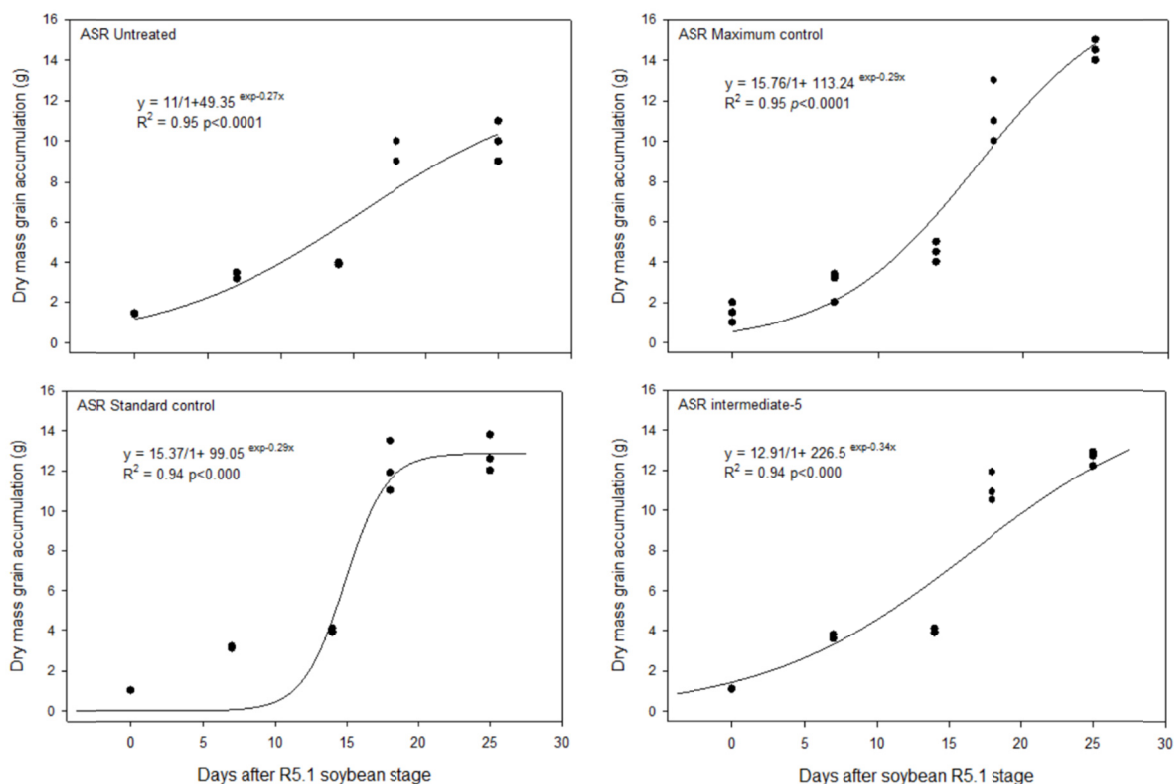 ASR Untreated
y = 11/1+49.35 exp-0.27x
R² = 0.95 p<0.0001
Dry mass grain accumulation (g)
16
14
12
10
8
6
4
2
0
ASR Maximum control
y = 15.76/1+ 113.24 exp-0.29x
R² = 0.95 p<0.0001
Dry mass grain accumulation (g)
16
14
12
10
8
6
4
2
0
ASR Standard control
y = 15.37/1+ 99.05 exp-0.29x
R² = 0.94 p<0.000
Dry mass grain accumulation (g)
16
14
12
10
8
6
4
2
0
0 5 10 15 20 25 30
Days after R5.1 soybean stage
ASR intermediate-5
y = 12.91/1+ 226.5 exp-0.34x
R² = 0.94 p<0.000
Dry mass grain accumulation (g)
16
14
12
10
8
6
4
2
0
0 5 10 15 20 25 30
Days after soybean R5.1 stage